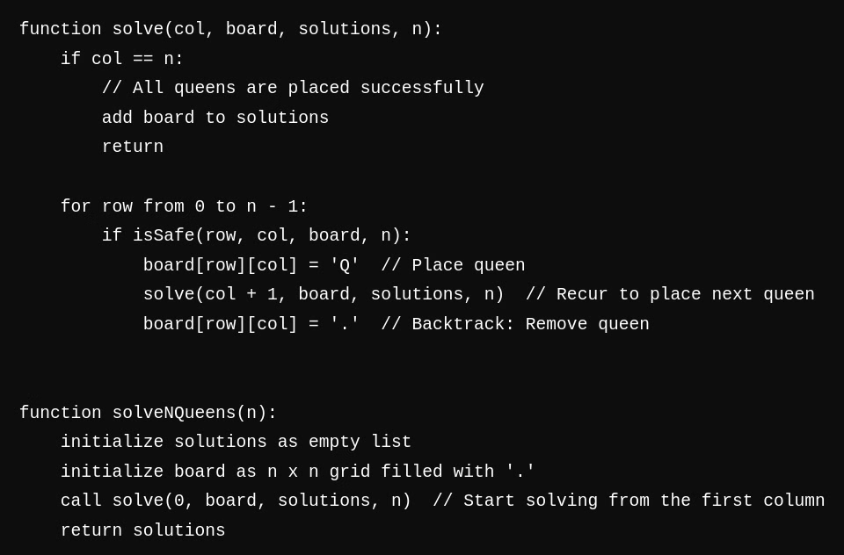 function solve(col, board, solutions, n):
    if col == n:
        // All queens are placed successfully
        add board to solutions
        return

    for row from 0 to n - 1:
        if isSafe(row, col, board, n):
            board[row][col] = 'Q'  // Place queen
            solve(col + 1, board, solutions, n)  // Recur to place next queen
            board[row][col] = '.'  // Backtrack: Remove queen


function solveNQueens(n):
    initialize solutions as empty list
    initialize board as n x n grid filled with '.'
    call solve(0, board, solutions, n)  // Start solving from the first column
    return solutions